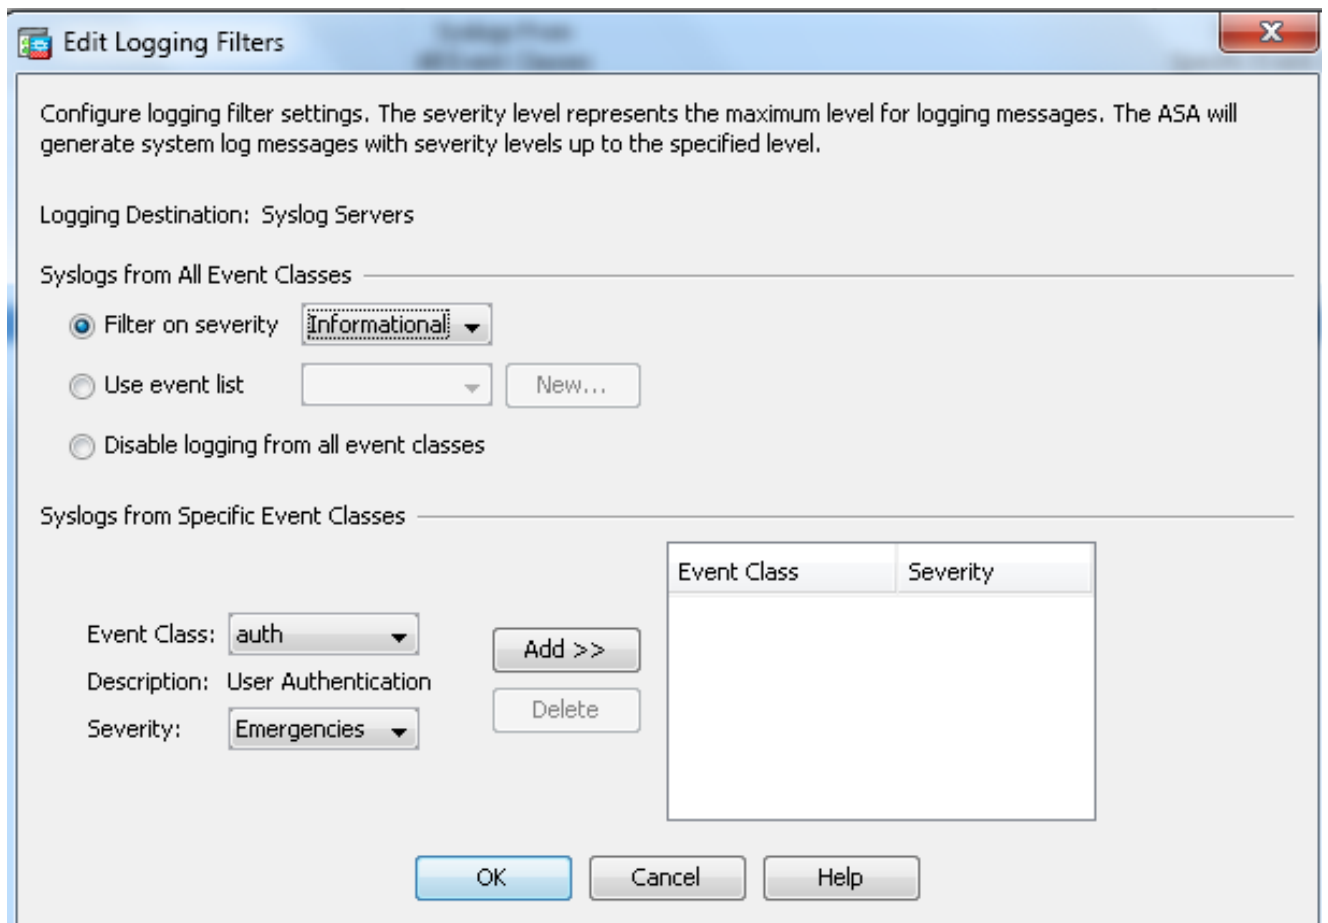 Edit Logging Filters
Configure logging filter settings. The severity level represents the maximum level for logging messages. The ASA will
generate system log messages with severity levels up to the specified level.
Logging Destination: Syslog Servers
Syslogs from All Event Classes
Filter on severity Informational
Use event list New...
Disable logging from all event classes
Syslogs from Specific Event Classes
Event Class Severity
Event Class: auth
Add >>
Description: User Authentication
Delete
Severity: Emergencies
OK Cancel Help